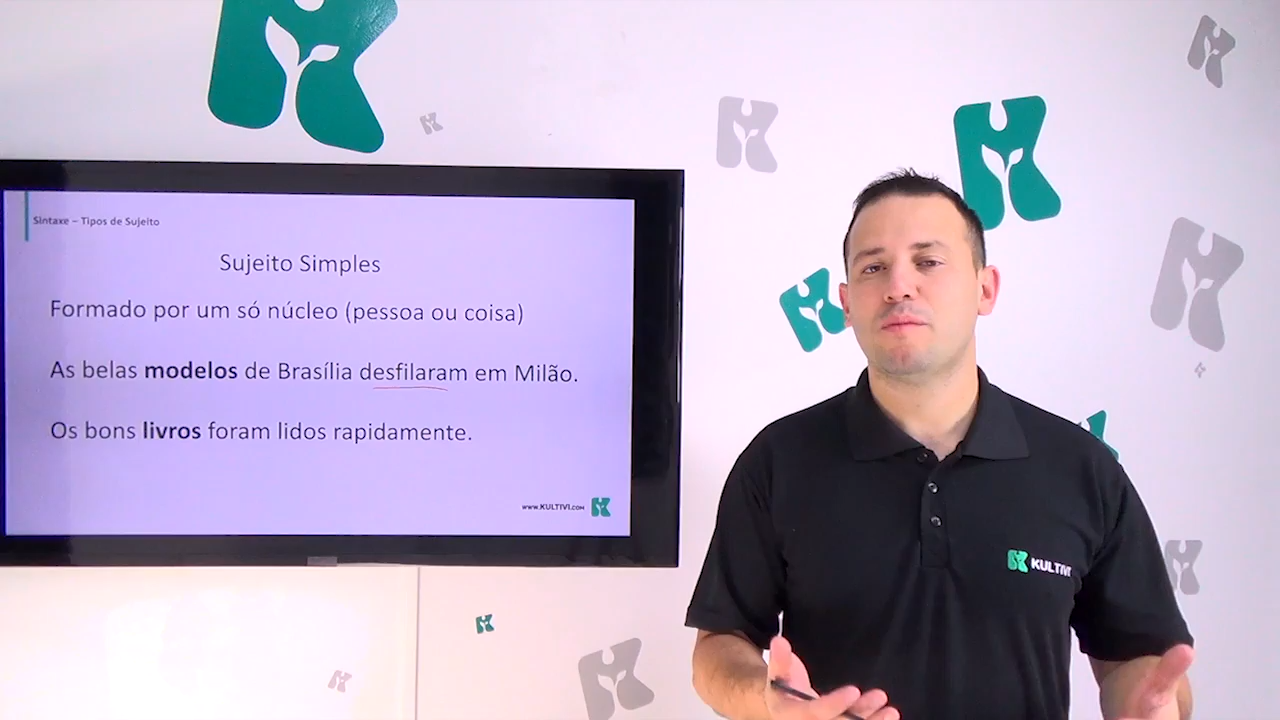 Sintaxe – Tipos de Sujeito
Sujeito Simples
Formado por um só núcleo (pessoa ou coisa)
As belas modelos de Brasília desfilaram em Milão.
Os bons livros foram lidos rapidamente.
www.KULTIVI.COM
KULTIVI